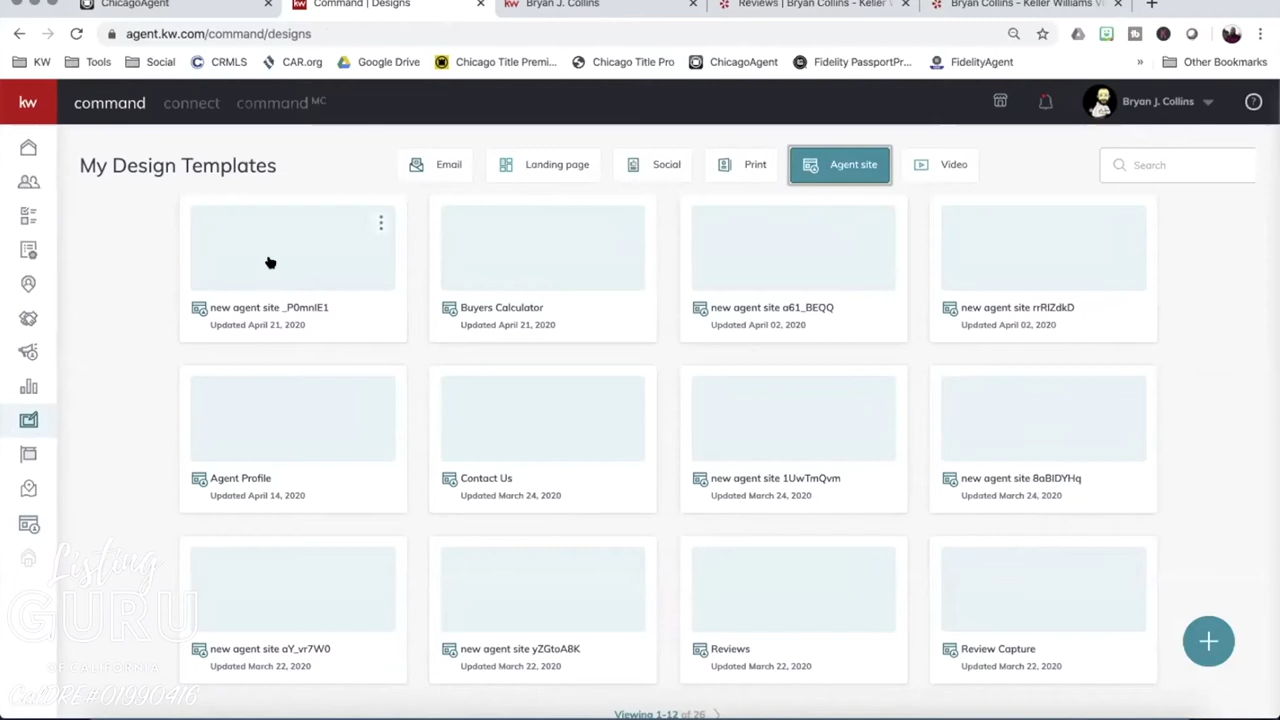 ChicagoAgent
Command | Designs
Bryan J. Collins
Reviews | Bryan Collins - Keller
Bryan Collins - Keller Williams V
agent.kw.com/command/designs
KW
Tools
Social
CRMLS
CAR.org
Google Drive
Chicago Title Premi...
Chicago Title Pro
ChicagoAgent
Fidelity PassportPr...
FidelityAgent
»
Other Bookmarks
kw
command
connect
command MC
Bryan J. Collins
My Design Templates
Email
Landing page
Social
Print
Agent site
Video
Search
new agent site _P0mnIE1
Updated April 21, 2020
Buyers Calculator
Updated April 21, 2020
new agent site a61_BEQQ
Updated April 02, 2020
new agent site rrRlZdkD
Updated April 02, 2020
Agent Profile
Updated April 14, 2020
Contact Us
Updated March 24, 2020
new agent site 1UwTmQvm
Updated March 24, 2020
new agent site 8aBIDYHq
Updated March 24, 2020
new agent site aY_vr7W0
Updated March 22, 2020
new agent site yZGtoA8K
Updated March 22, 2020
Reviews
Updated March 22, 2020
Review Capture
Updated March 22, 2020
Listing
GURU
OF CALIFORNIA
CalDRE#01990416
Viewing 1-12 of 26